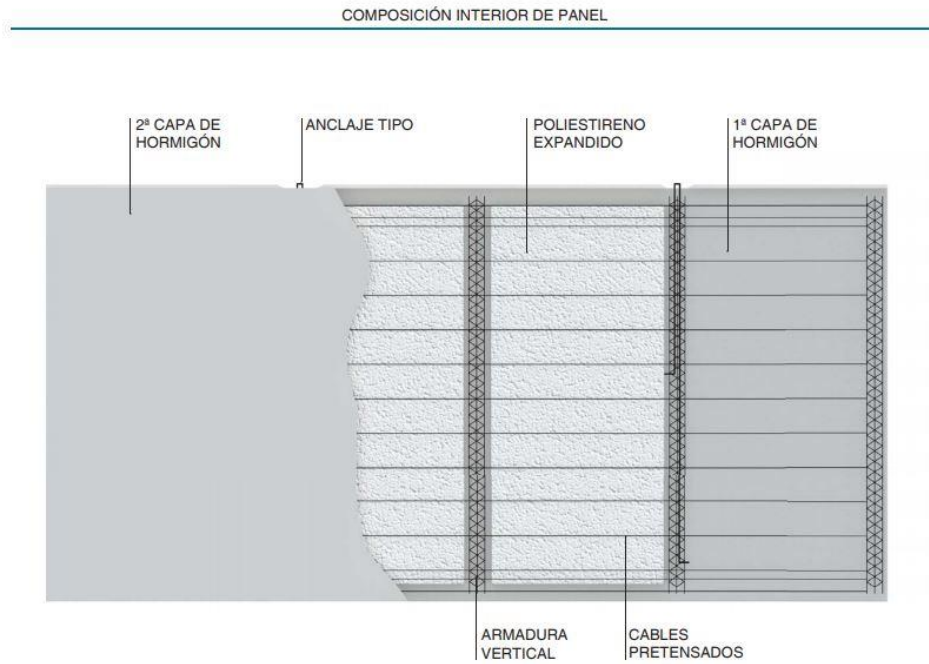 COMPOSICIÓN INTERIOR DE PANEL
2ª CAPA DE
HORMIGÓN
ANCLAJE TIPO
POLIESTIRENO
EXPANDIDO
1ª CAPA DE
HORMIGÓN
ARMADURA
VERTICAL
CABLES
PRETENSADOS